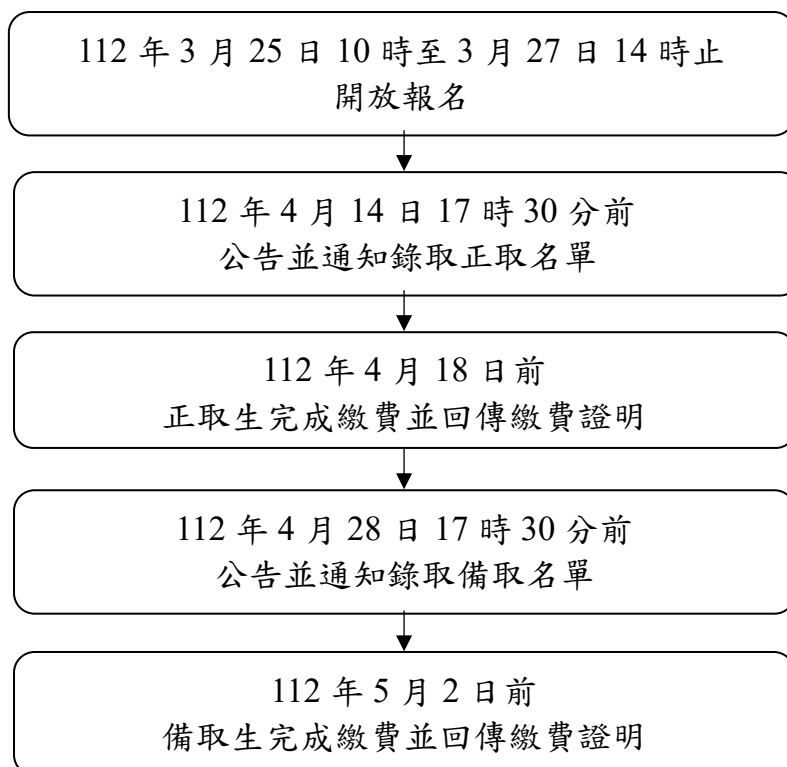 112 年 3 月 25 日 10 時至 3 月 27 日 14 時止
開放報名
112 年 4 月 14 日 17 時 30 分前
公告並通知錄取正取名單
112 年 4 月 18 日前
正取生完成繳費並回傳繳費證明
112 年 4 月 28 日 17 時 30 分前
公告並通知錄取備取名單
112 年 5 月 2 日前
備取生完成繳費並回傳繳費證明